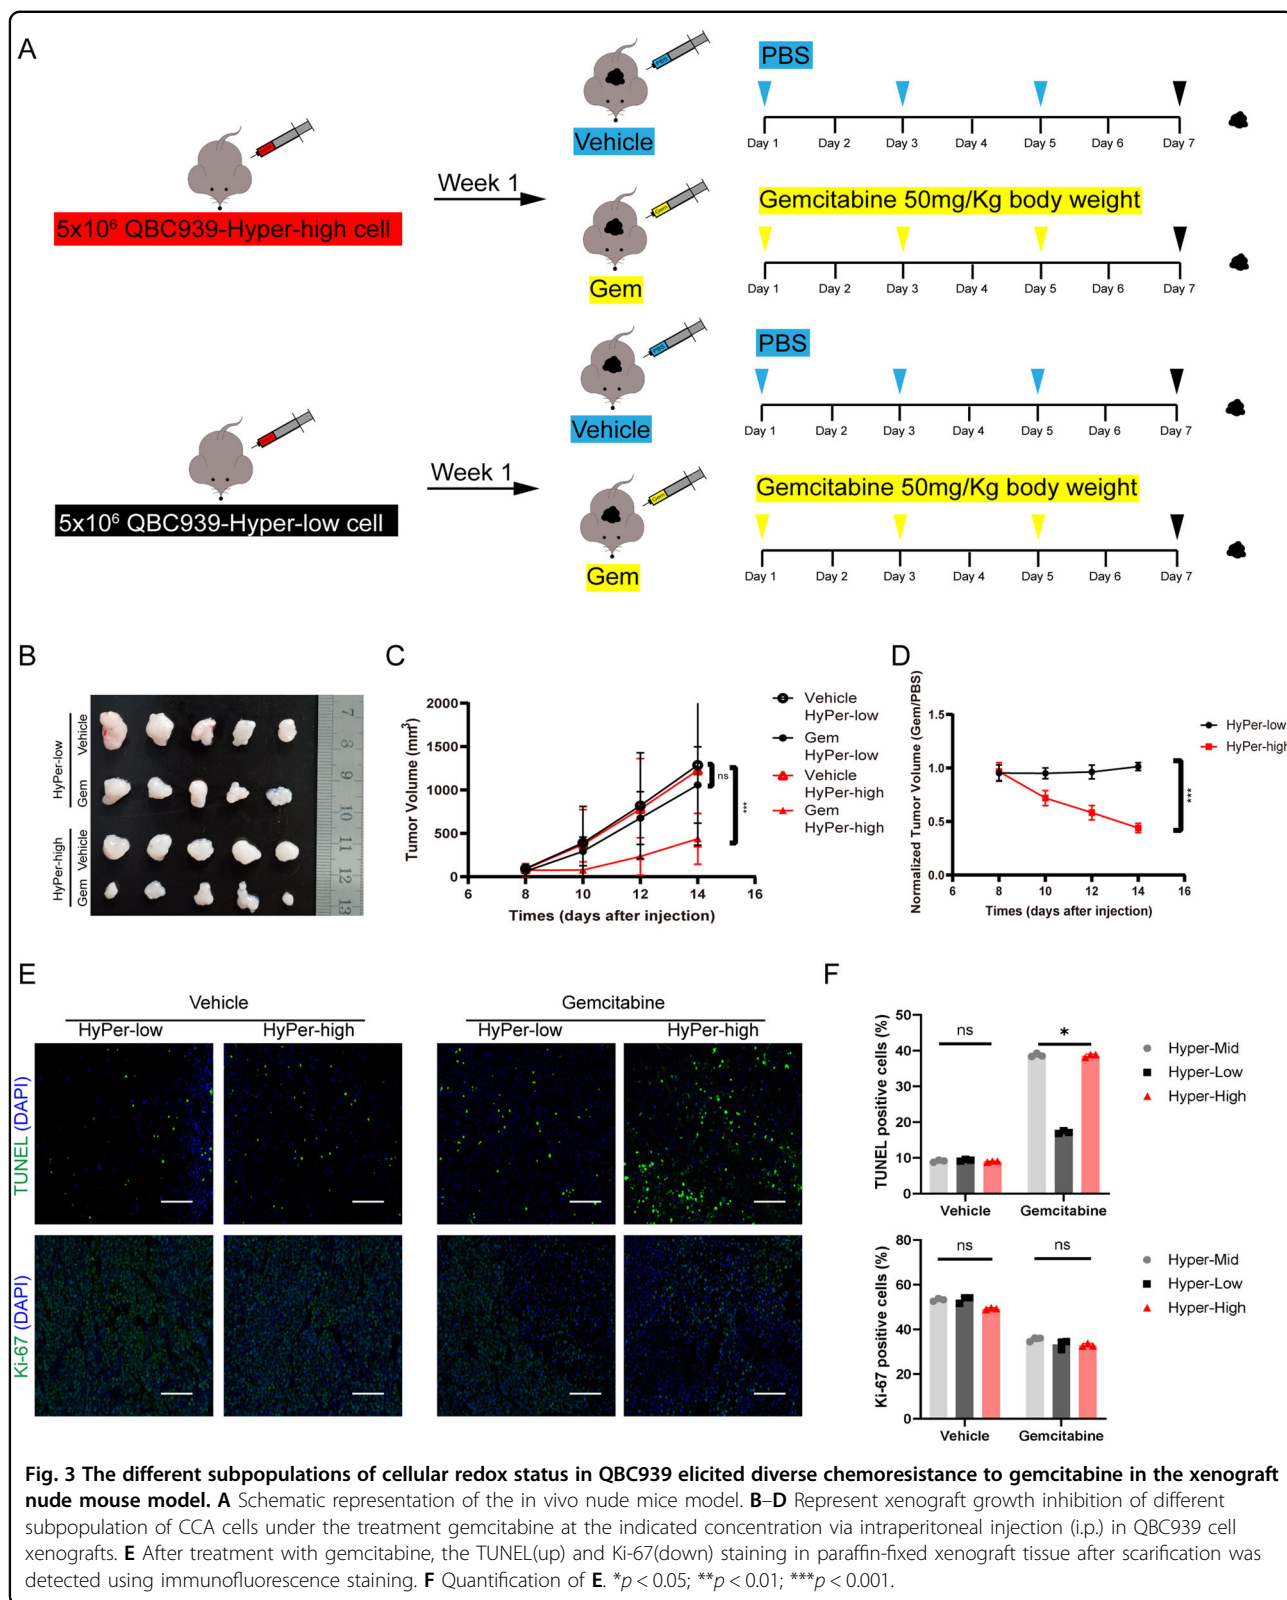 A
PBS
PBS
Vehicle
Day 1 Day 2 Day 3 Day 4 Day 5 Day 6 Day 7
5x10⁶ QBC939-Hyper-high cell
Week 1
Gemcitabine 50mg/Kg body weight
Gem
Gem
Day 1 Day 2 Day 3 Day 4 Day 5 Day 6 Day 7
PBS
PBS
Vehicle
Day 1 Day 2 Day 3 Day 4 Day 5 Day 6 Day 7
5x10⁶ QBC939-Hyper-low cell
Week 1
Gemcitabine 50mg/Kg body weight
Gem
Gem
Day 1 Day 2 Day 3 Day 4 Day 5 Day 6 Day 7
B
HyPer-low
Vehicle
Gem
HyPer-high
Vehicle
Gem
7
8
9
10
11
12
13
C
Tumor Volume (mm³)
2000
1500
1000
500
0
6 8 10 12 14 16
Times (days after injection)
ns
***
Vehicle
HyPer-low
Gem
HyPer-low
Vehicle
HyPer-high
Gem
HyPer-high
D
Normalized Tumor Volume (Gem/PBS)
1.5
1.0
0.5
0.0
6 8 10 12 14 16
Times (days after injection)
***
HyPer-low
HyPer-high
E
Vehicle
Gemcitabine
HyPer-low HyPer-high HyPer-low HyPer-high
TUNEL (DAPI)
Ki-67 (DAPI)
F
TUNEL positive cells (%)
50
40
30
20
10
0
ns
*
Vehicle Gemcitabine
Hyper-Mid
Hyper-Low
Hyper-High
Ki-67 positive cells (%)
80
60
40
20
0
ns
ns
Vehicle Gemcitabine
Hyper-Mid
Hyper-Low
Hyper-High
Fig. 3 The different subpopulations of cellular redox status in QBC939 elicited diverse chemoresistance to gemcitabine in the xenograft
nude mouse model. A Schematic representation of the in vivo nude mice model. B–D Represent xenograft growth inhibition of different
subpopulation of CCA cells under the treatment gemcitabine at the indicated concentration via intraperitoneal injection (i.p.) in QBC939 cell
xenografts. E After treatment with gemcitabine, the TUNEL(up) and Ki-67(down) staining in paraffin-fixed xenograft tissue after scarification was
detected using immunofluorescence staining. F Quantification of E. *p < 0.05; **p < 0.01; ***p < 0.001.